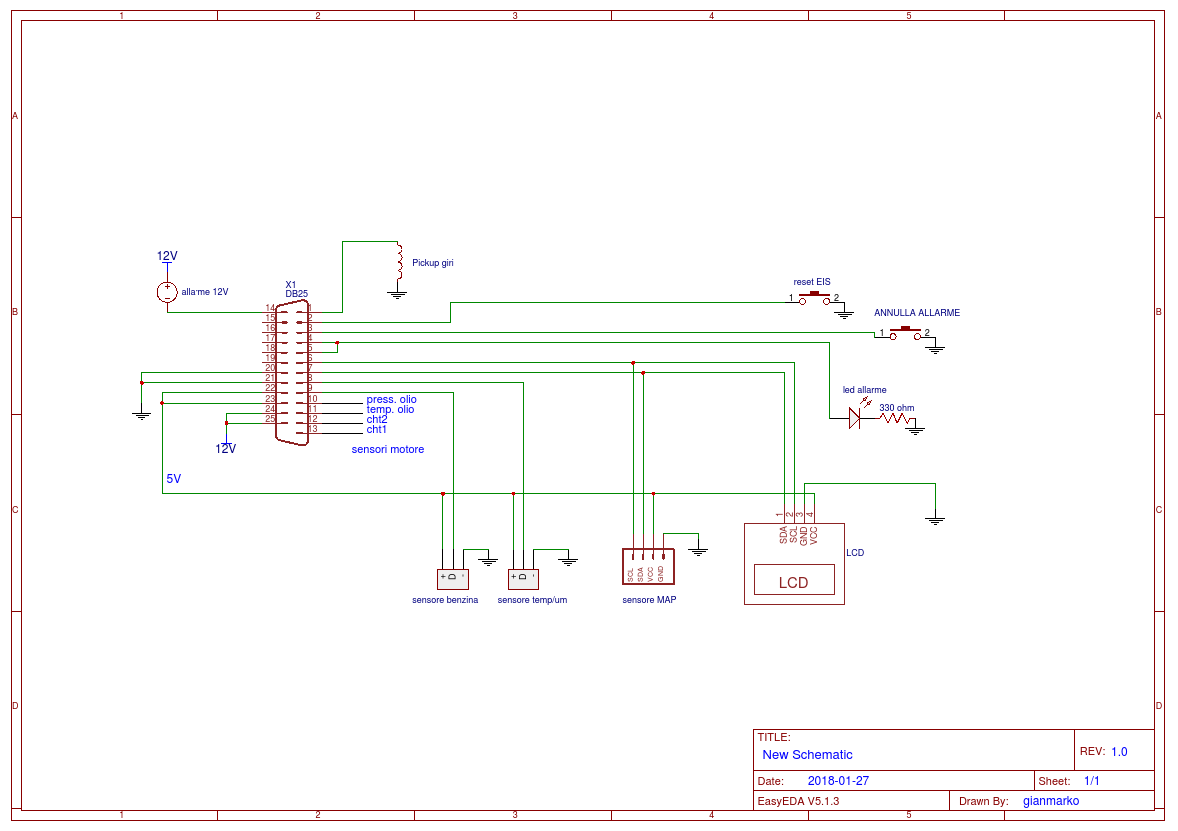 1 2 3 4 5
A A
B B
C C
D D
12V
allarme 12V
X1
DB25
Pickup giri
reset EIS
1 2
ANNULLA ALLARME
1 2
led allarme
330 ohm
14 1
15 2
16 3
17 4
18 5
19 6
20 7
21 8
22 9
23 10 press. olio
24 11 temp. olio
25 12 cht2
13 cht1
12V
sensori motore
5V
+ D -
sensore benzina
+ D -
sensore temp/um
SCL SDA VCC GND
sensore MAP
1 2 3 4
SDA SCL GND VCC
LCD
LCD
TITLE:
New Schematic
REV: 1.0
Date: 2018-01-27
Sheet: 1/1
EasyEDA V5.1.3
Drawn By: gianmarko
1 2 3 4 5